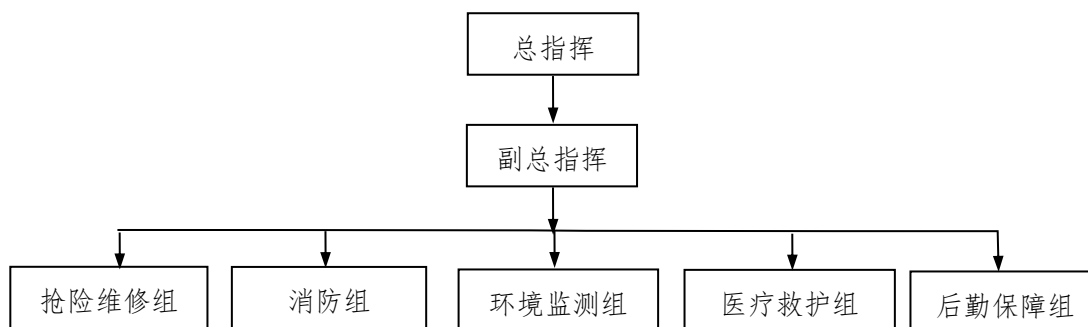 总指挥
副总指挥
抢险维修组
消防组
环境监测组
医疗救护组
后勤保障组